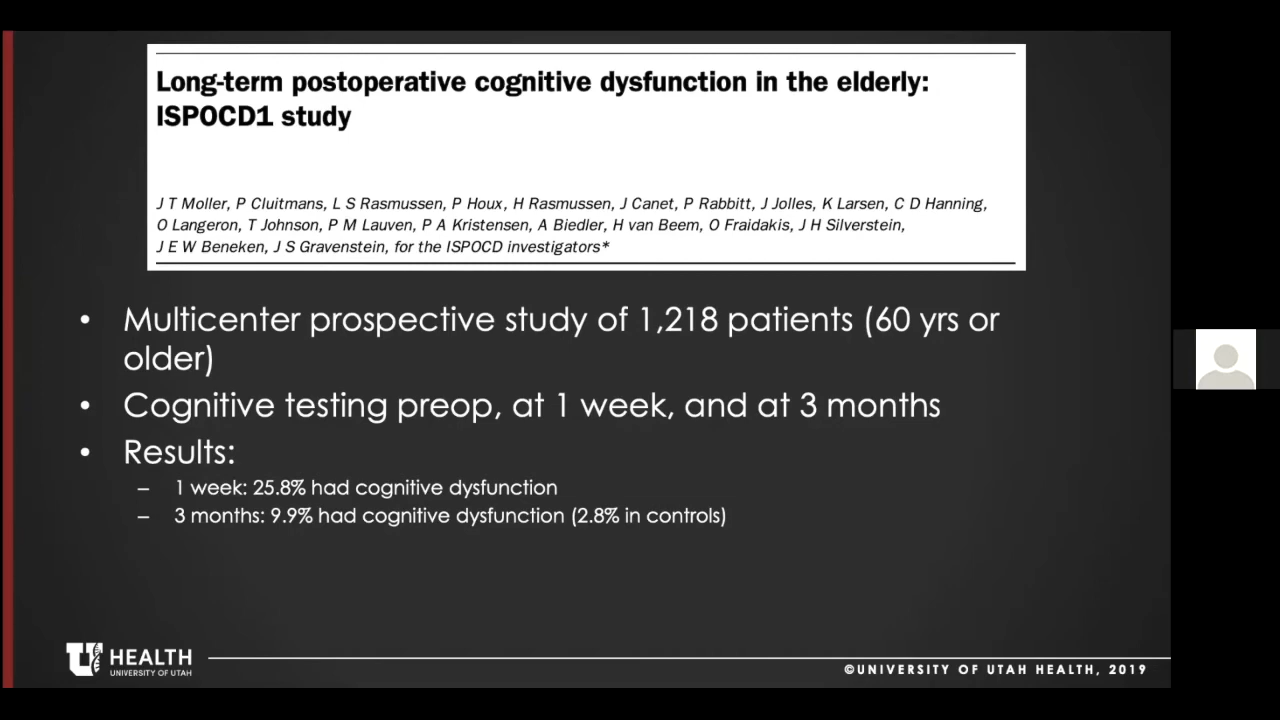 Long-term postoperative cognitive dysfunction in the elderly:
ISPOCD1 study
J T Moller, P Cluitmans, L S Rasmussen, P Houx, H Rasmussen, J Canet, P Rabbitt, J Jolles, K Larsen, C D Hanning,
O Langeron, T Johnson, P M Lauven, P A Kristensen, A Biedler, H van Beem, O Fraidakis, J H Silverstein,
J E W Beneken, J S Gravenstein, for the ISPOCD investigators*
• Multicenter prospective study of 1,218 patients (60 yrs or
older)
• Cognitive testing preop, at 1 week, and at 3 months
• Results:
– 1 week: 25.8% had cognitive dysfunction
– 3 months: 9.9% had cognitive dysfunction (2.8% in controls)
U HEALTH
UNIVERSITY OF UTAH
©UNIVERSITY OF UTAH HEALTH, 2019